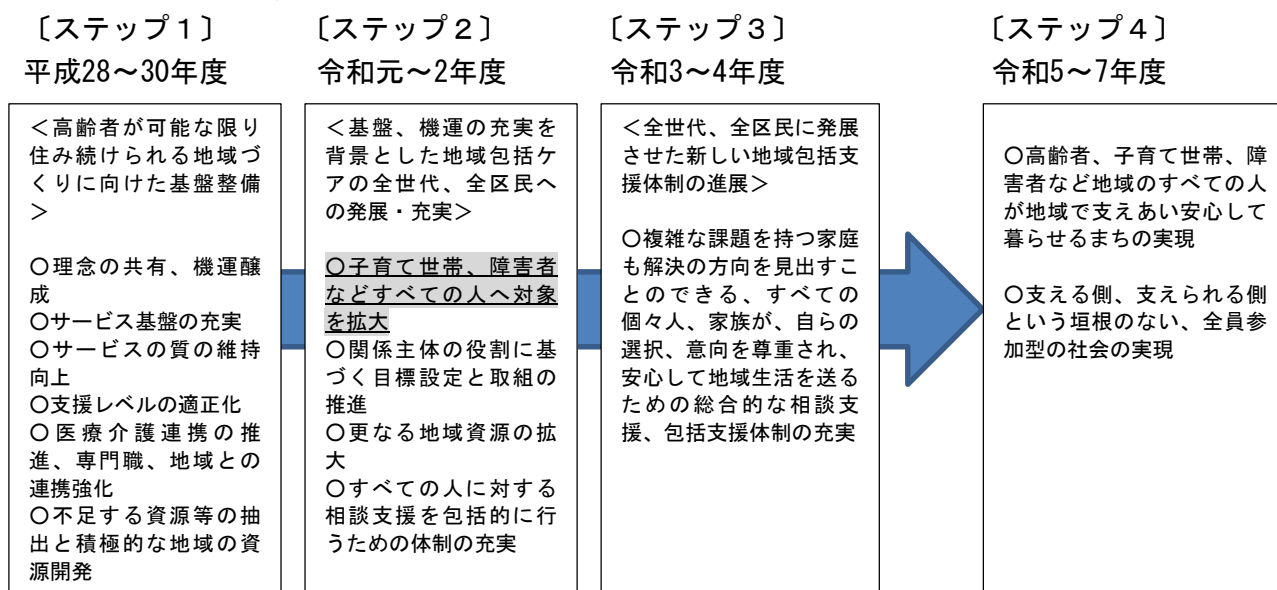 〔ステップ１〕
平成28～30年度
＜高齢者が可能な限り
住み続けられる地域づ
くりに向けた基盤整備
＞
○理念の共有、機運醸
成
○サービス基盤の充実
○サービスの質の維持
向上
○支援レベルの適正化
○医療介護連携の推
進、専門職、地域との
連携強化
○不足する資源等の抽
出と積極的な地域の資
源開発
〔ステップ２〕
令和元～2年度
＜基盤、機運の充実を
背景とした地域包括ケ
アの全世代、全区民へ
の発展・充実＞
○子育て世帯、障害者
などすべての人へ対象
を拡大
○関係主体の役割に基
づく目標設定と取組の
推進
○更なる地域資源の拡
大
○すべての人に対する
相談支援を包括的に行
うための体制の充実
〔ステップ３〕
令和3～4年度
＜全世代、全区民に発展
させた新しい地域包括支
援体制の進展＞
○複雑な課題を持つ家庭
も解決の方向を見出すこ
とのできる、すべての
個々人、家族が、自らの
選択、意向を尊重され、
安心して地域生活を送る
ための総合的な相談支
援、包括支援体制の充実
〔ステップ４〕
令和5～7年度
○高齢者、子育て世帯、障
害者など地域のすべての人
が地域で支えあい安心して
暮らせるまちの実現
○支える側、支えられる側
という垣根のない、全員参
加型の社会の実現